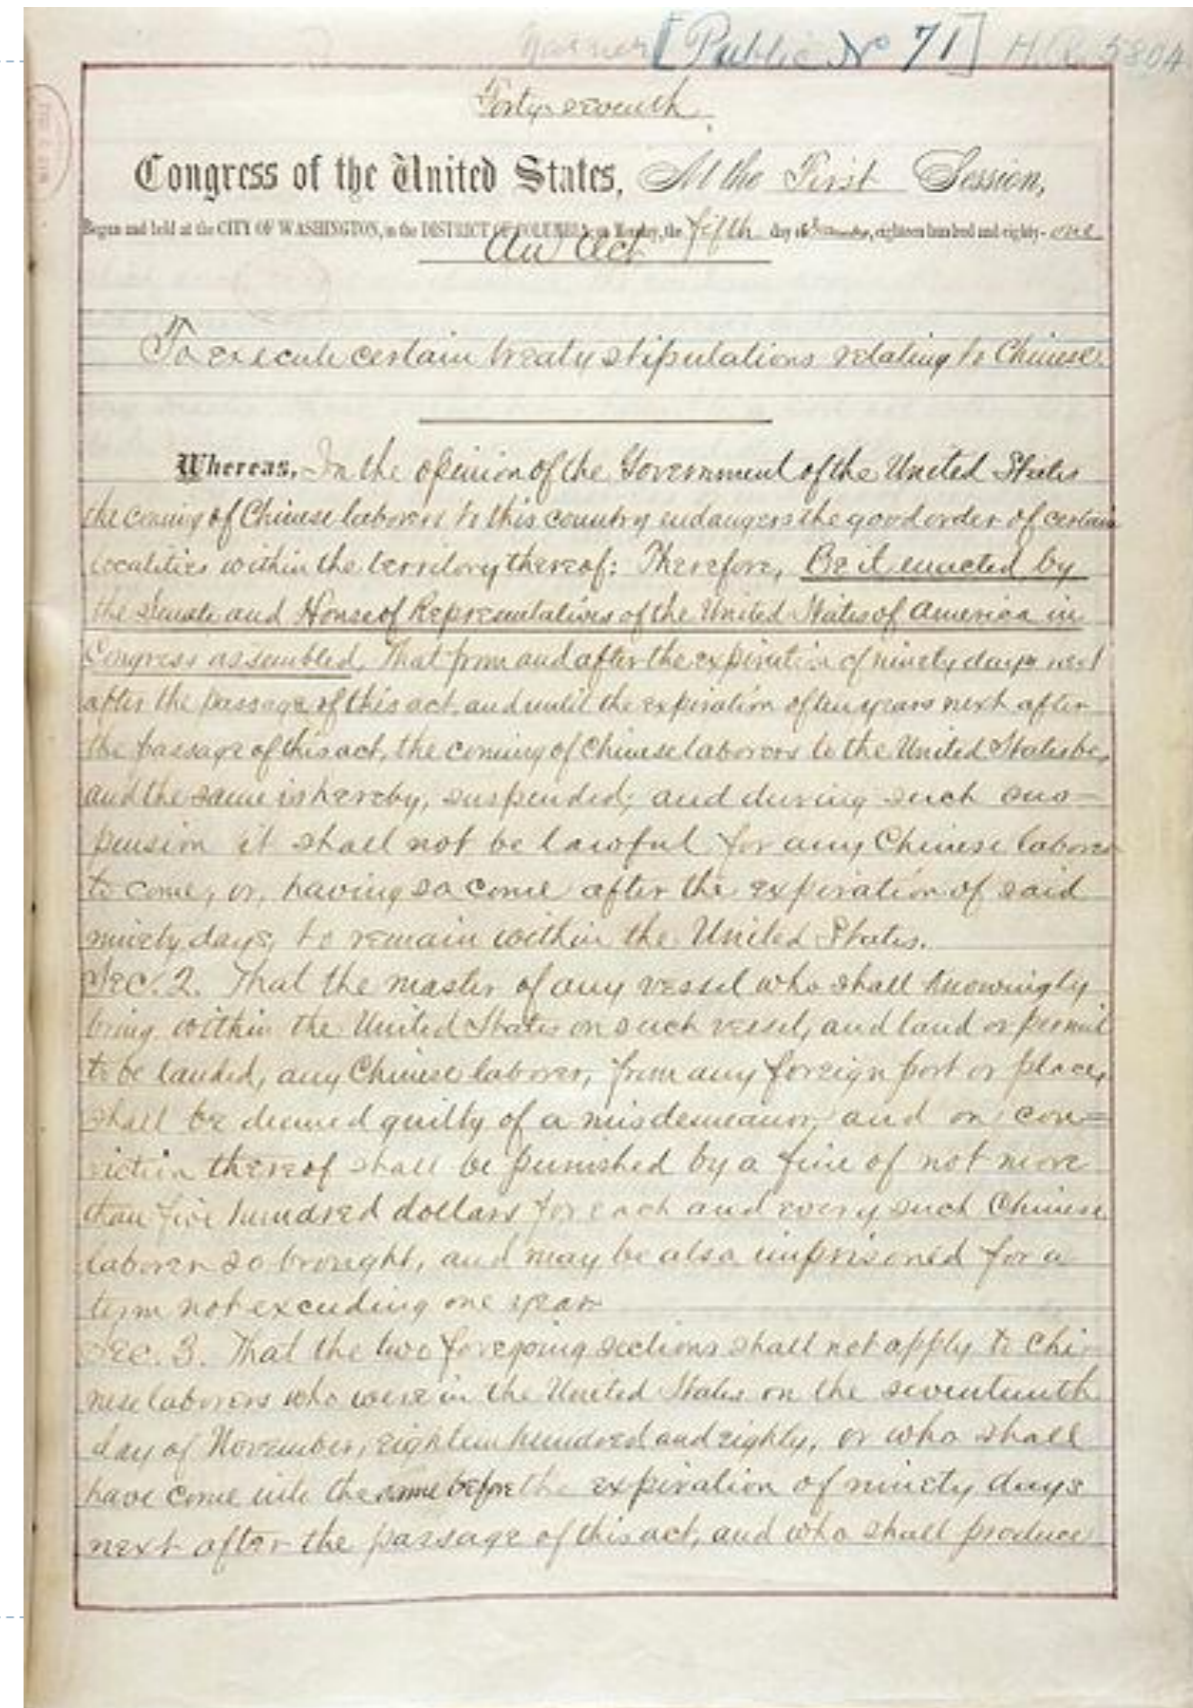 [Public No 71] H.R. 5804
Forty-seventh
Congress of the United States, At the First Session,
Begun and held at the CITY OF WASHINGTON, in the DISTRICT OF COLUMBIA, on Monday, the fifth day of December, eighteen hundred and eighty-one
An Act
To execute certain treaty stipulations relating to Chinese.
Whereas, In the opinion of the Government of the United States
the coming of Chinese laborers to this country endangers the good order of certain
localities within the territory thereof: Therefore, Be it enacted by
the Senate and House of Representatives of the United States of America in
Congress assembled, That from and after the expiration of ninety days next
after the passage of this act, and until the expiration of ten years next after
the passage of this act, the coming of Chinese laborers to the United States be,
and the same is hereby, suspended; and during such sus-
pension it shall not be lawful for any Chinese laborer
to come, or, having so come after the expiration of said
ninety days, to remain within the United States.
Sec. 2. That the master of any vessel who shall knowingly
bring within the United States on such vessel, and land or permit
to be landed, any Chinese laborer, from any foreign port or place,
shall be deemed guilty of a misdemeanor, and on con=
viction thereof shall be punished by a fine of not more
than five hundred dollars for each and every such Chinese
laborer so brought, and may be also imprisoned for a
term not exceeding one year
Sec. 3. That the two foregoing sections shall not apply to Chi-
nese laborers who were in the United States on the seventeenth
day of November, eighteen hundred and eighty, or who shall
have come into the same before the expiration of ninety days
next after the passage of this act, and who shall produce